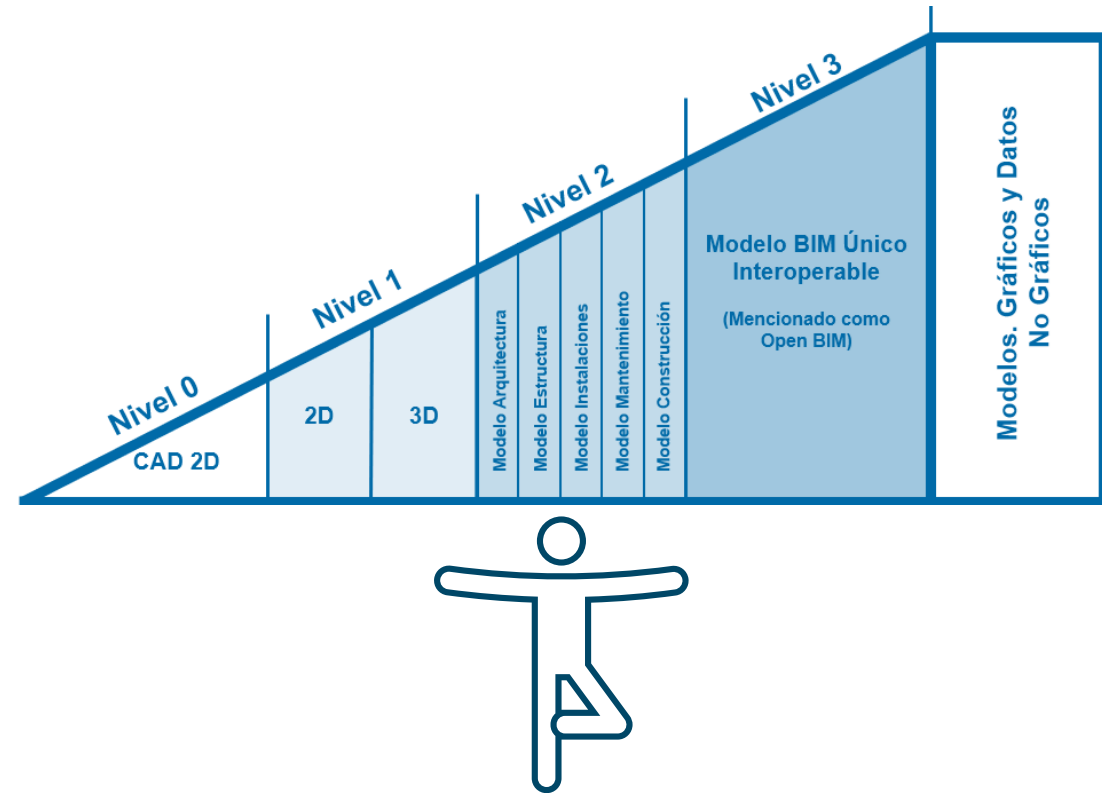 Nivel 0
CAD 2D
Nivel 1
2D
3D
Nivel 2
Modelo Arquitectura
Modelo Estructura
Modelo Instalaciones
Modelo Mantenimiento
Modelo Construcción
Nivel 3
Modelo BIM Único
Interoperable
(Mencionado como
Open BIM)
Modelos. Gráficos y Datos
No Gráficos